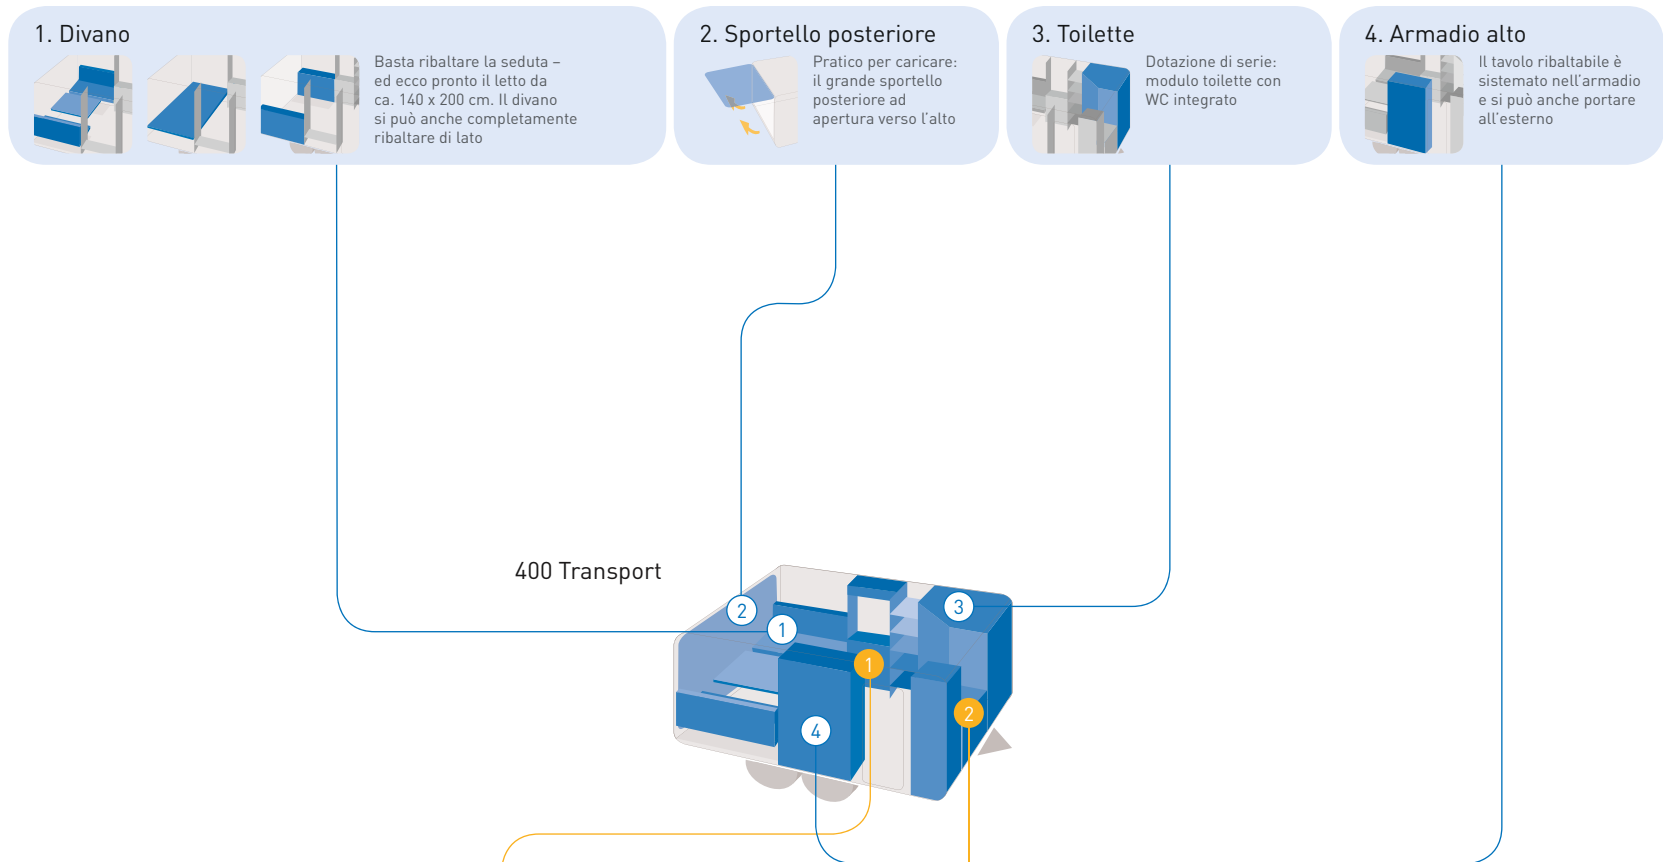 1. Divano
Basta ribaltare la seduta –
ed ecco pronto il letto da
ca. 140 x 200 cm. Il divano
si può anche completamente
ribaltare di lato
2. Sportello posteriore
Pratico per caricare:
il grande sportello
posteriore ad
apertura verso l'alto
3. Toilette
Dotazione di serie:
modulo toilette con
WC integrato
4. Armadio alto
Il tavolo ribaltabile è
sistemato nell'armadio
e si può anche portare
all'esterno
400 Transport
2
1
3
1
2
4